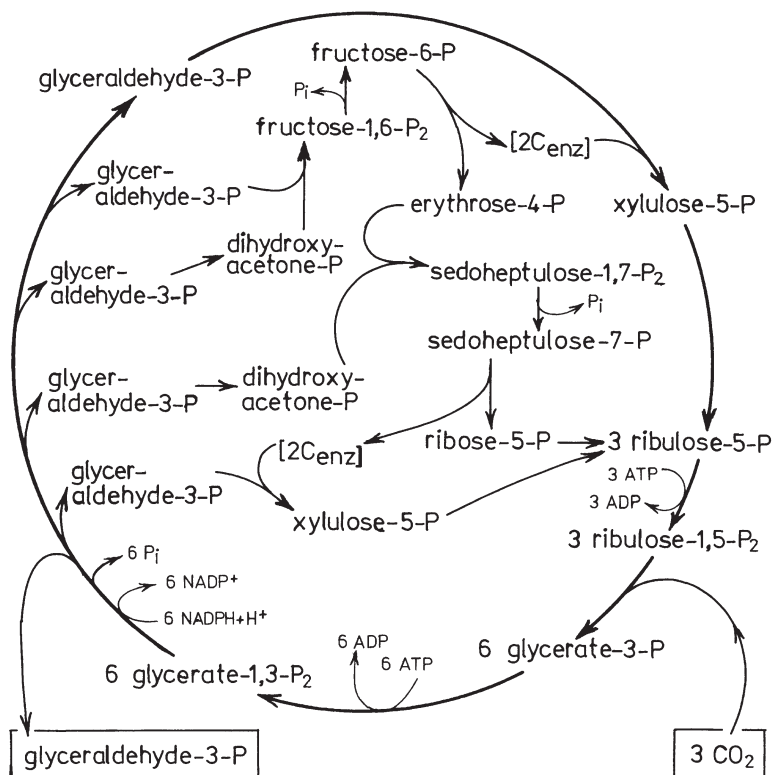 fructose-6-P
glyceraldehyde-3-P
Pi
fructose-1,6-P₂
[2Cenz]
glycer-
aldehyde-3-P
erythrose-4-P
xylulose-5-P
dihydroxy-
acetone-P
glycer-
aldehyde-3-P
sedoheptulose-1,7-P₂
Pi
sedoheptulose-7-P
glycer-
aldehyde-3-P
dihydroxy-
acetone-P
ribose-5-P
3 ribulose-5-P
[2Cenz]
glycer-
aldehyde-3-P
3 ATP
3 ADP
xylulose-5-P
3 ribulose-1,5-P₂
6 Pi
6 NADP+
6 NADPH+H+
6 ADP
6 ATP
6 glycerate-3-P
6 glycerate-1,3-P₂
glyceraldehyde-3-P
3 CO₂